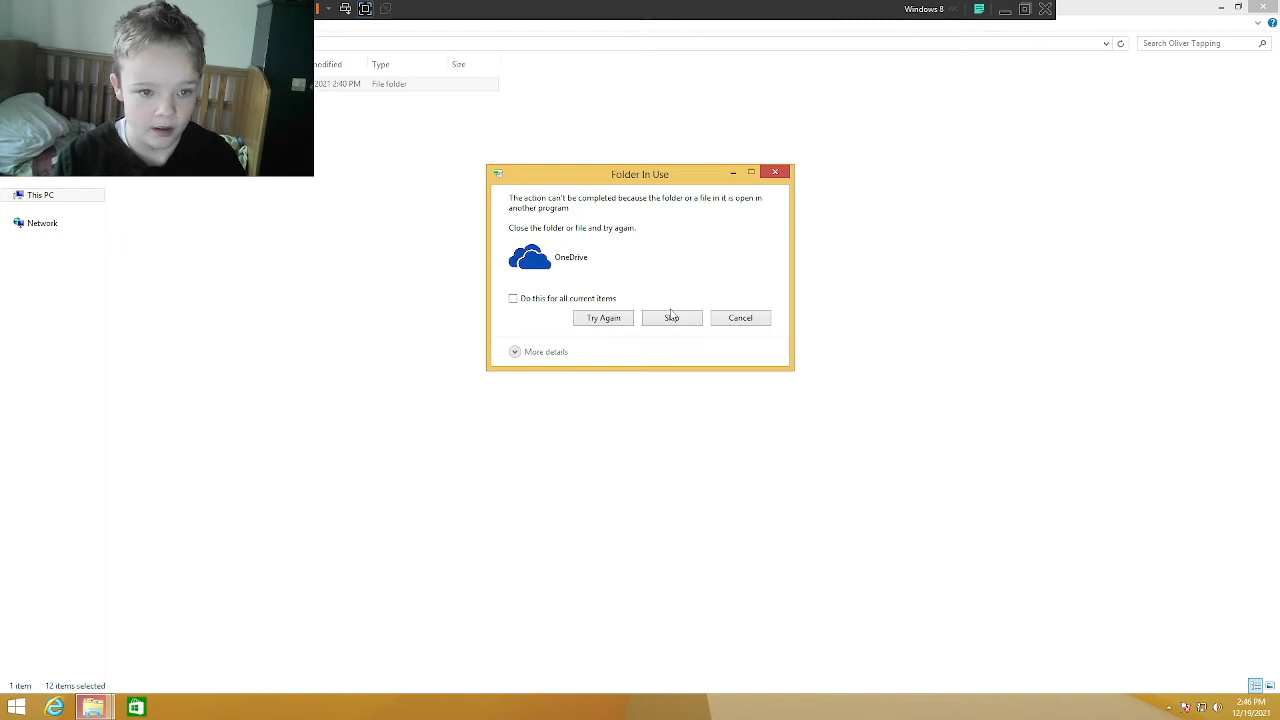 Windows 8
Search Oliver Tapping
modified
Type
Size
2021 2:40 PM
File folder
Folder In Use
The action can't be completed because the folder or a file in it is open in
another program
Close the folder or file and try again.
OneDrive
Do this for all current items
Try Again
Skip
Cancel
More details
This PC
Network
1 item
12 items selected
2:46 PM
12/19/2021